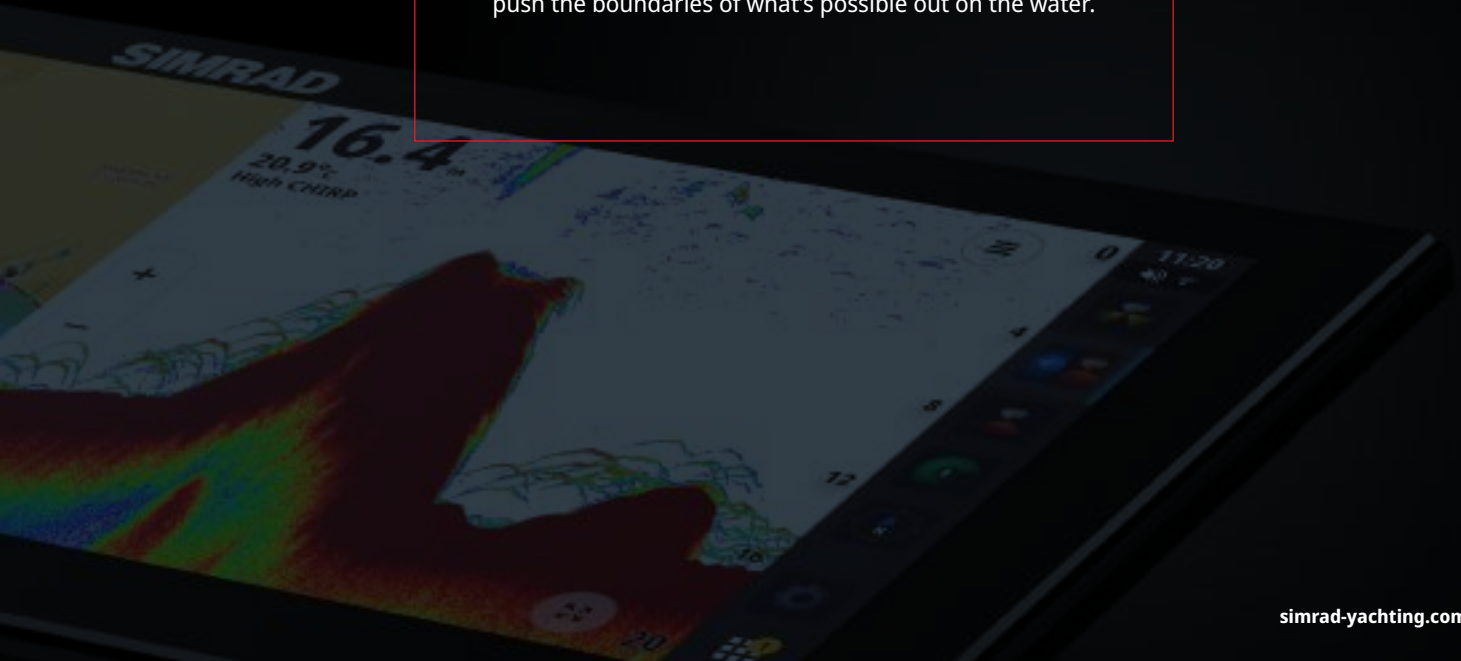 push the boundaries of what's possible out on the water.
SIMRAD
16.4
20.9°C
High CHIRP
0
11:20
4
8
12
16
20
simrad-yachting.com